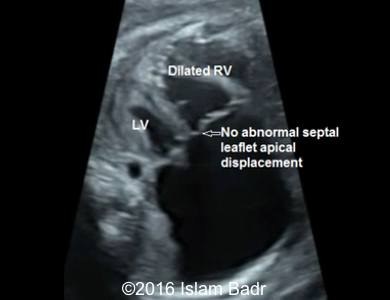 Dilated RV
LV
No abnormal septal
leaflet apical
displacement
©2016 Islam Badr